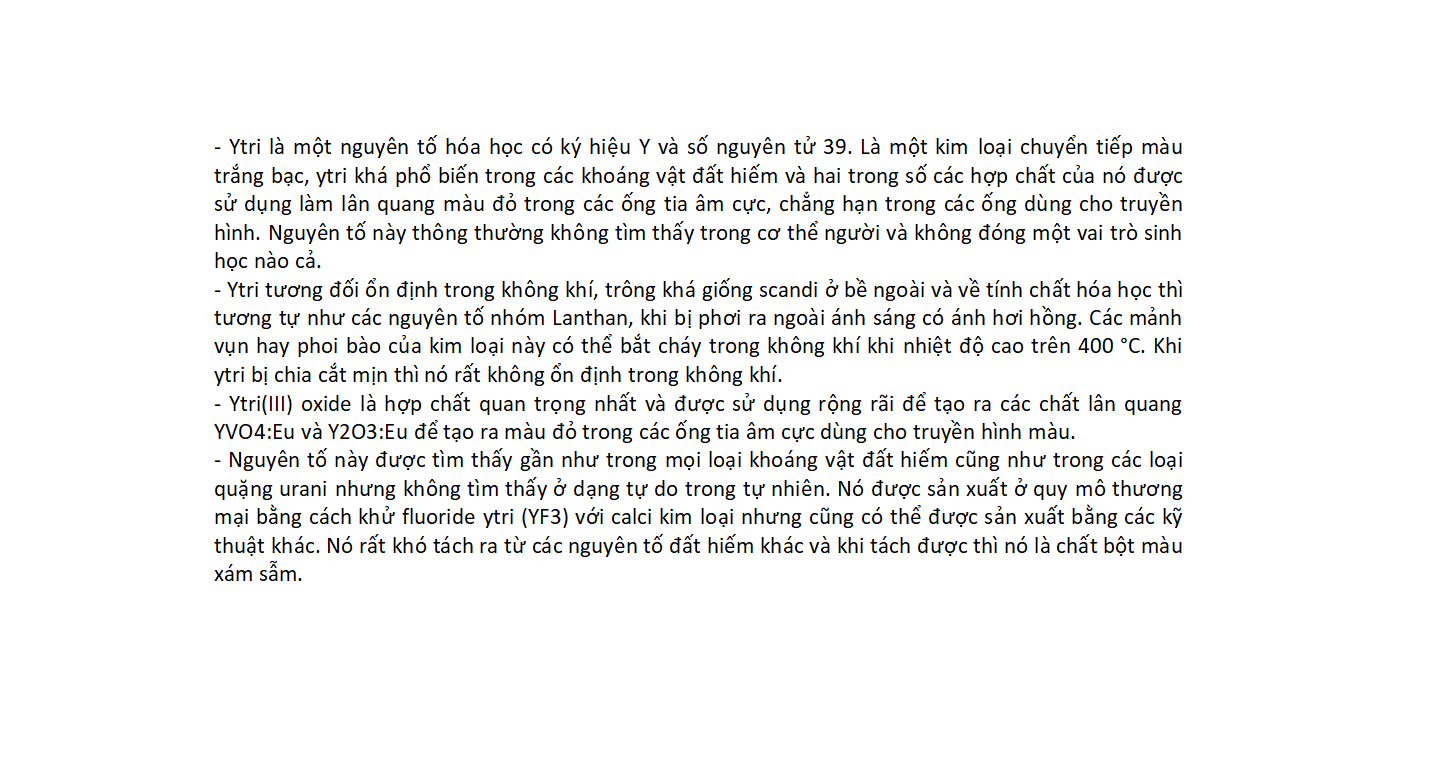 - Ytri là một nguyên tố hóa học có ký hiệu Y và số nguyên tử 39. Là một kim loại chuyển tiếp màu
trắng bạc, ytri khá phổ biến trong các khoáng vật đất hiếm và hai trong số các hợp chất của nó được
sử dụng làm lân quang màu đỏ trong các ống tia âm cực, chẳng hạn trong các ống dùng cho truyền
hình. Nguyên tố này thông thường không tìm thấy trong cơ thể người và không đóng một vai trò sinh
học nào cả.
- Ytri tương đối ổn định trong không khí, trông khá giống scandi ở bề ngoài và về tính chất hóa học thì
tương tự như các nguyên tố nhóm Lanthan, khi bị phơi ra ngoài ánh sáng có ánh hơi hồng. Các mảnh
vụn hay phoi bào của kim loại này có thể bắt cháy trong không khí khi nhiệt độ cao trên 400 °C. Khi
ytri bị chia cắt mịn thì nó rất không ổn định trong không khí.
- Ytri(III) oxide là hợp chất quan trọng nhất và được sử dụng rộng rãi để tạo ra các chất lân quang
YVO4:Eu và Y2O3:Eu để tạo ra màu đỏ trong các ống tia âm cực dùng cho truyền hình màu.
- Nguyên tố này được tìm thấy gần như trong mọi loại khoáng vật đất hiếm cũng như trong các loại
quặng urani nhưng không tìm thấy ở dạng tự do trong tự nhiên. Nó được sản xuất ở quy mô thương
mại bằng cách khử fluoride ytri (YF3) với calci kim loại nhưng cũng có thể được sản xuất bằng các kỹ
thuật khác. Nó rất khó tách ra từ các nguyên tố đất hiếm khác và khi tách được thì nó là chất bột màu
xám sẫm.